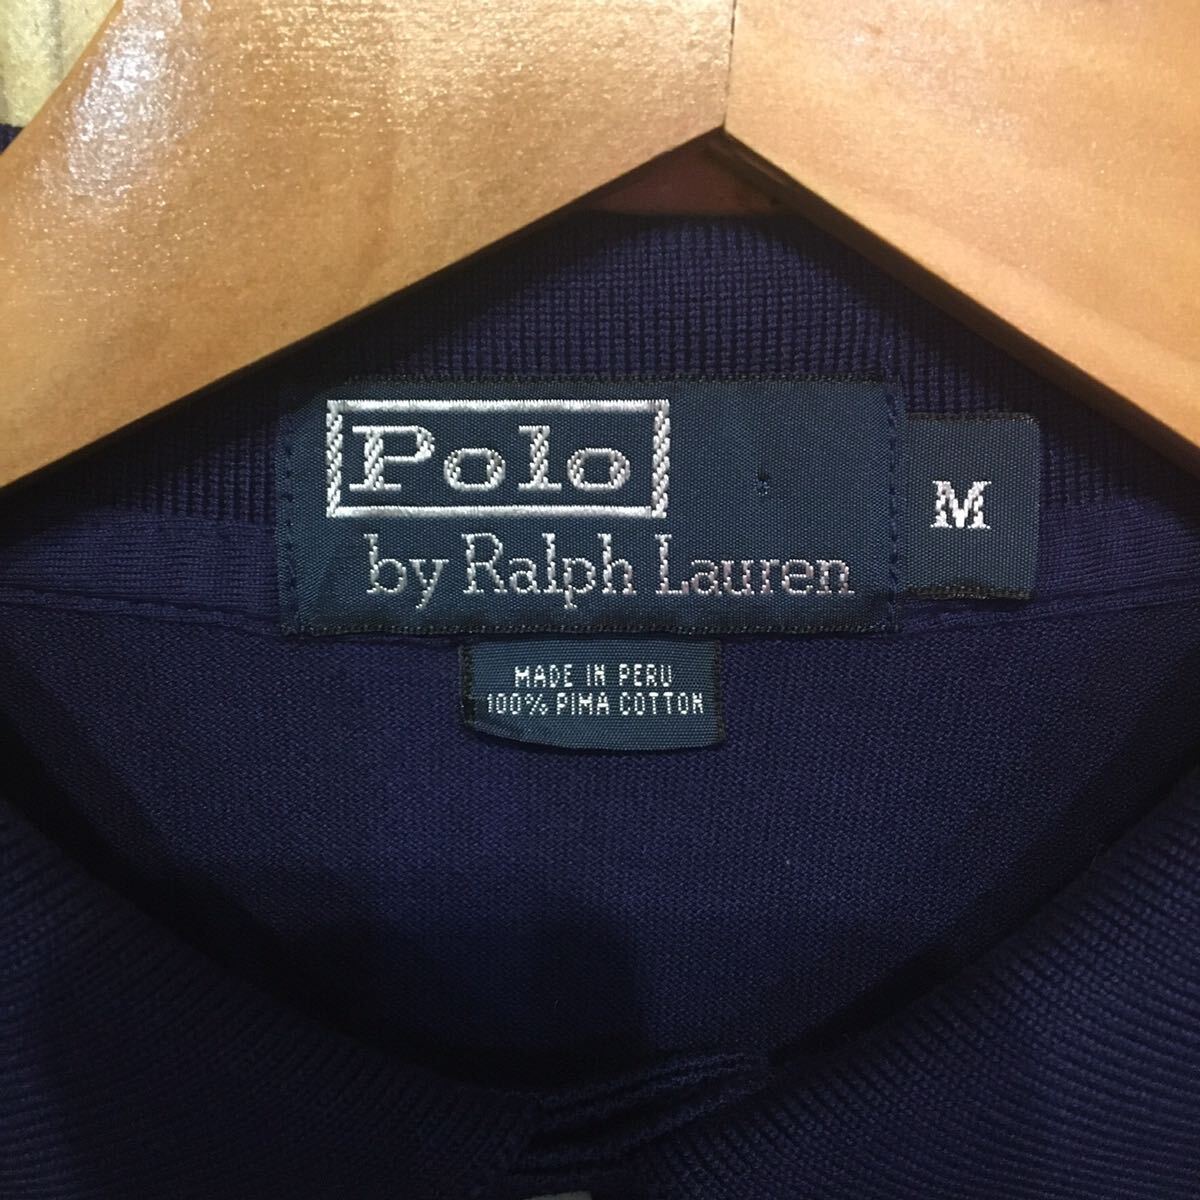 Polo
by Ralph Lauren
M
MADE IN PERU
100% PIMA COTTON